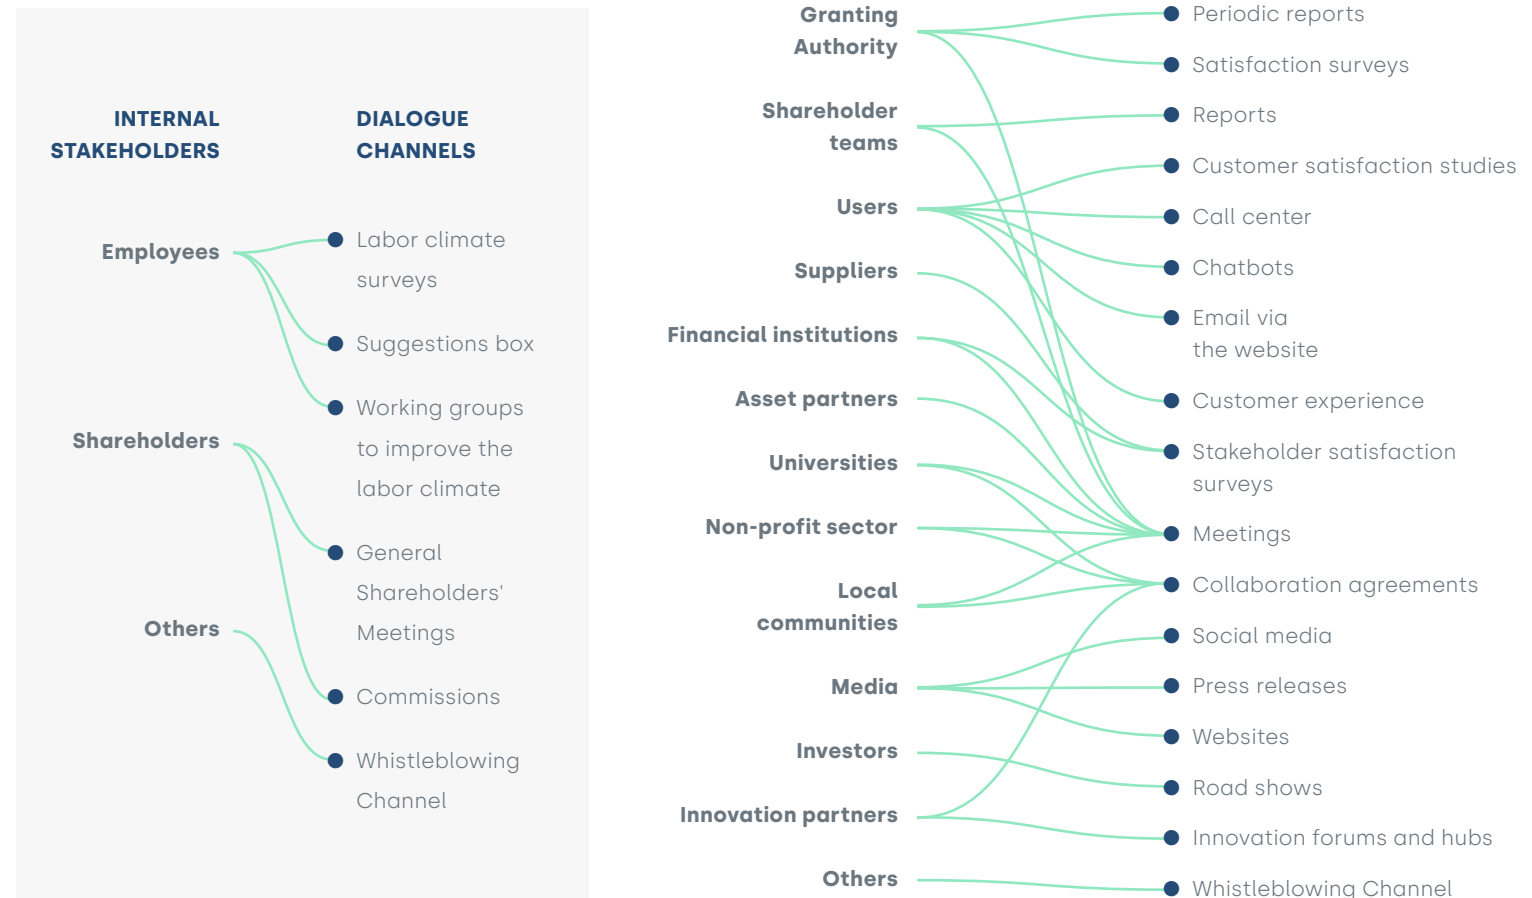 INTERNAL
STAKEHOLDERS
DIALOGUE
CHANNELS
Employees
Labor climate
surveys
Suggestions box
Working groups
to improve the
labor climate
Shareholders
General
Shareholders'
Meetings
Commissions
Others
Whistleblowing
Channel
Granting
Authority
Shareholder
teams
Users
Suppliers
Financial institutions
Asset partners
Universities
Non-profit sector
Local
communities
Media
Investors
Innovation partners
Others
Periodic reports
Satisfaction surveys
Reports
Customer satisfaction studies
Call center
Chatbots
Email via
the website
Customer experience
Stakeholder satisfaction
surveys
Meetings
Collaboration agreements
Social media
Press releases
Websites
Road shows
Innovation forums and hubs
Whistleblowing Channel